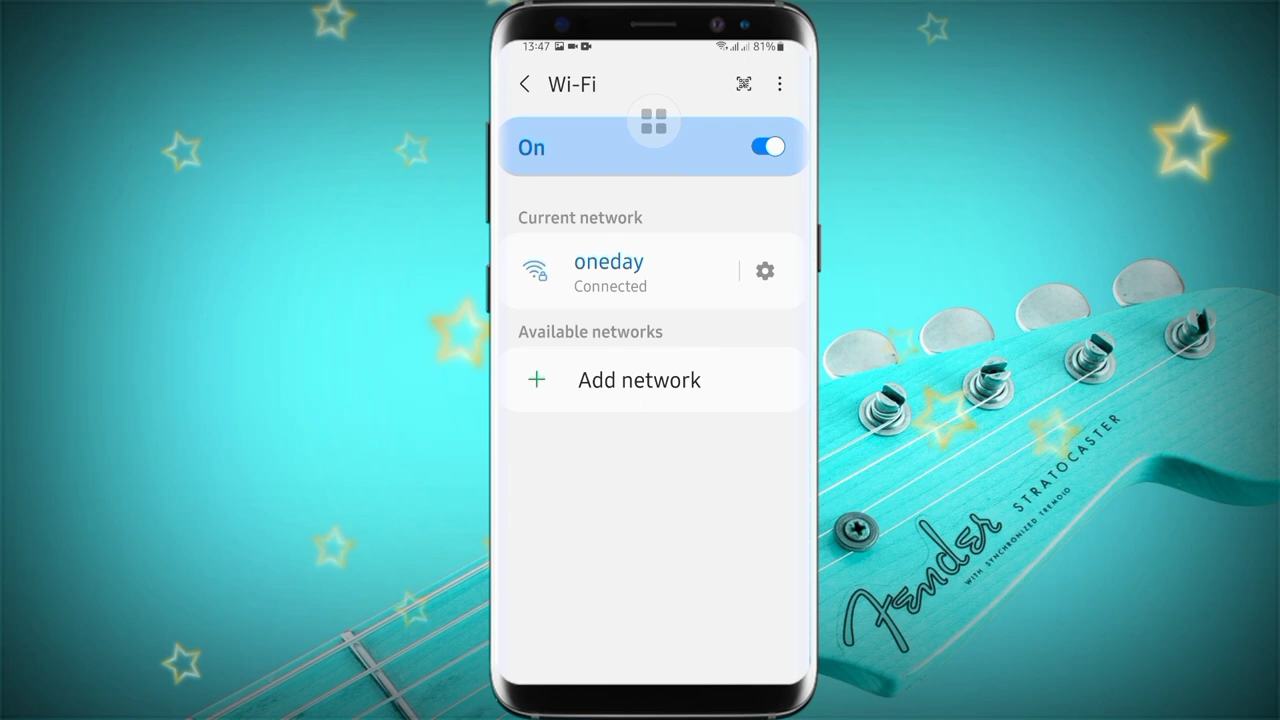 13:47 81%
Wi-Fi
On
Current network
oneday
Connected
Available networks
Add network
Fender
STRATOCASTER
WITH SYNCHRONIZED TREMOLO